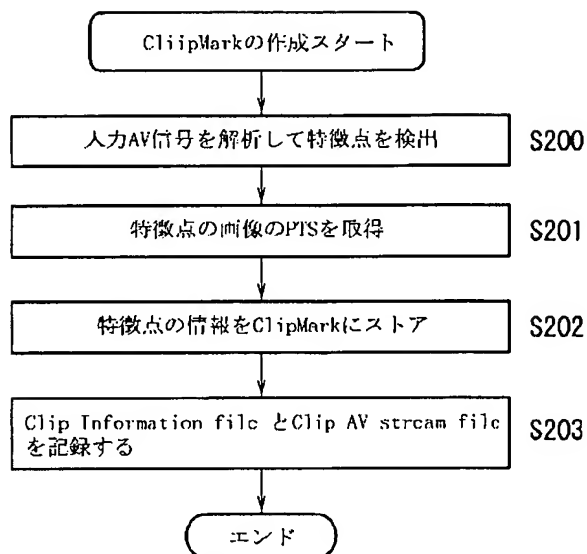 CliipMarkの作成スタート
入力AV信号を解析して特徴点を検出
S200
特徴点の画像のPTSを取得
S201
特徴点の情報をClipMarkにストア
S202
Clip Information file とClip AV stream file
を記録する
S203
エンド